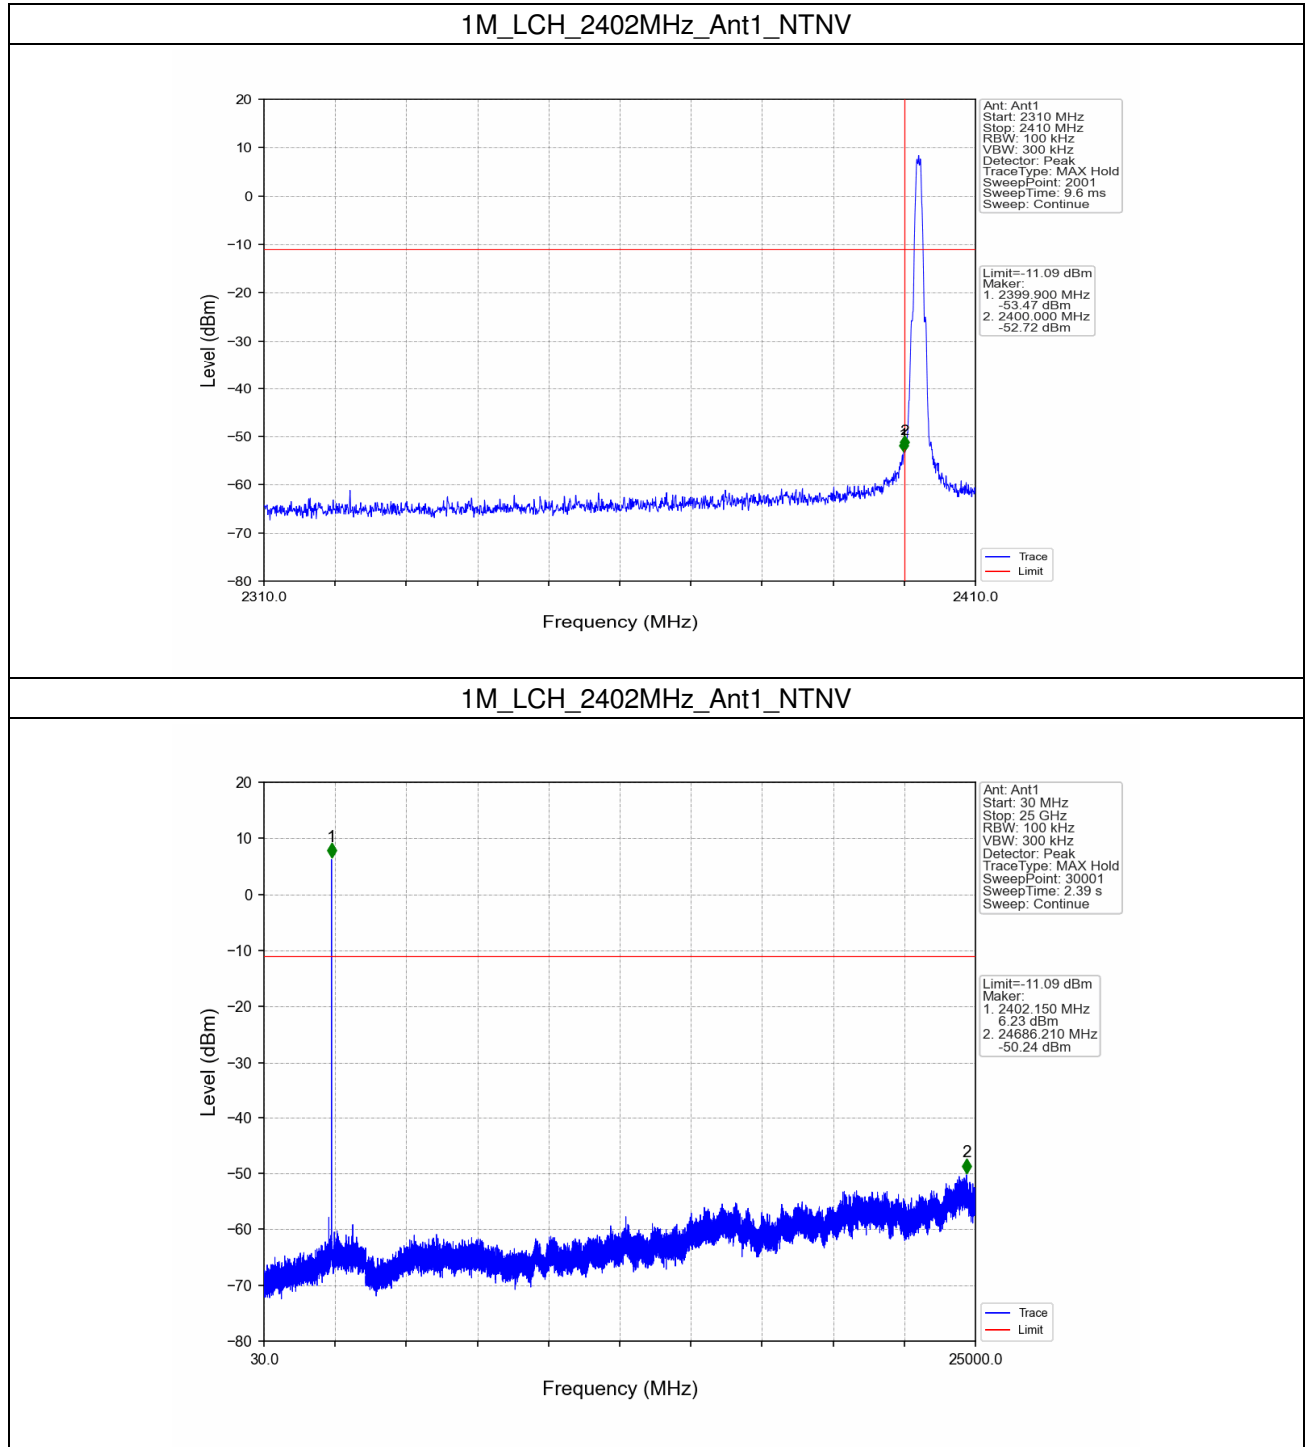 1M_LCH_2402MHz_Ant1_NTNV
20
10
0
−10
−20
−30
−40
−50
−60
−70
−80
Level (dBm)
2310.0
2410.0
Frequency (MHz)
2
Ant: Ant1
Start: 2310 MHz
Stop: 2410 MHz
RBW: 100 kHz
VBW: 300 kHz
Detector: Peak
TraceType: MAX Hold
SweepPoint: 2001
SweepTime: 9.6 ms
Sweep: Continue
Limit=-11.09 dBm
Maker:
1. 2399.900 MHz
-53.47 dBm
2. 2400.000 MHz
-52.72 dBm
Trace
Limit
1M_LCH_2402MHz_Ant1_NTNV
20
10
0
−10
−20
−30
−40
−50
−60
−70
−80
Level (dBm)
30.0
25000.0
Frequency (MHz)
1
2
Ant: Ant1
Start: 30 MHz
Stop: 25 GHz
RBW: 100 kHz
VBW: 300 kHz
Detector: Peak
TraceType: MAX Hold
SweepPoint: 30001
SweepTime: 2.39 s
Sweep: Continue
Limit=-11.09 dBm
Maker:
1. 2402.150 MHz
6.23 dBm
2. 24686.210 MHz
-50.24 dBm
Trace
Limit